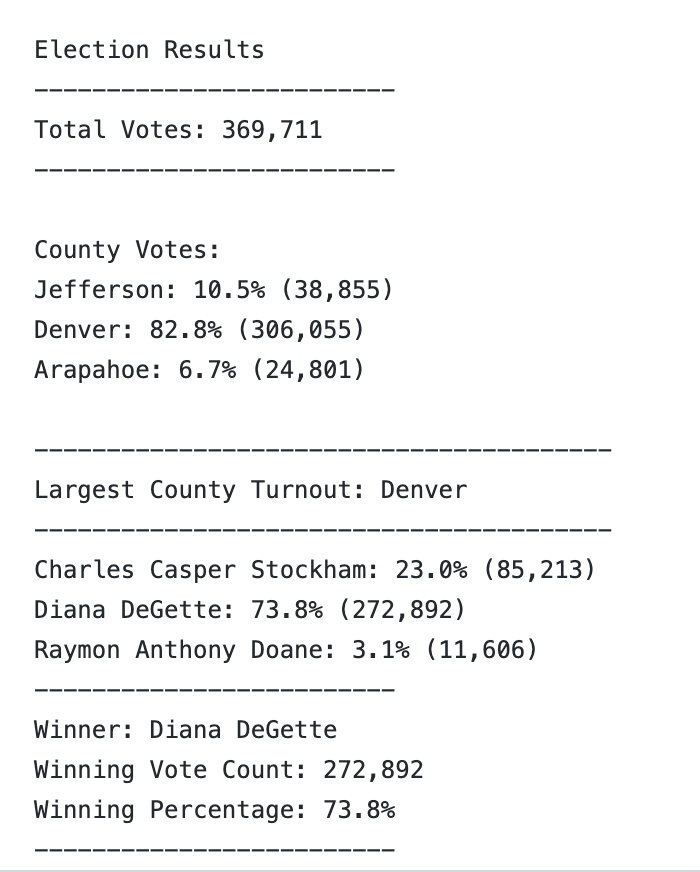 Election Results
-------------------------
Total Votes: 369,711
-------------------------
County Votes:
Jefferson: 10.5% (38,855)
Denver: 82.8% (306,055)
Arapahoe: 6.7% (24,801)
----------------------------------------
Largest County Turnout: Denver
----------------------------------------
Charles Casper Stockham: 23.0% (85,213)
Diana DeGette: 73.8% (272,892)
Raymon Anthony Doane: 3.1% (11,606)
-------------------------
Winner: Diana DeGette
Winning Vote Count: 272,892
Winning Percentage: 73.8%
-------------------------